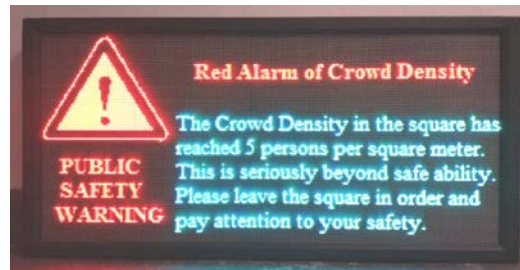 Red Alarm of Crowd Density
The Crowd Density in the square has
reached 5 persons per square meter.
This is seriously beyond safe ability.
Please leave the square in order and
pay attention to your safety.
!
PUBLIC
SAFETY
WARNING